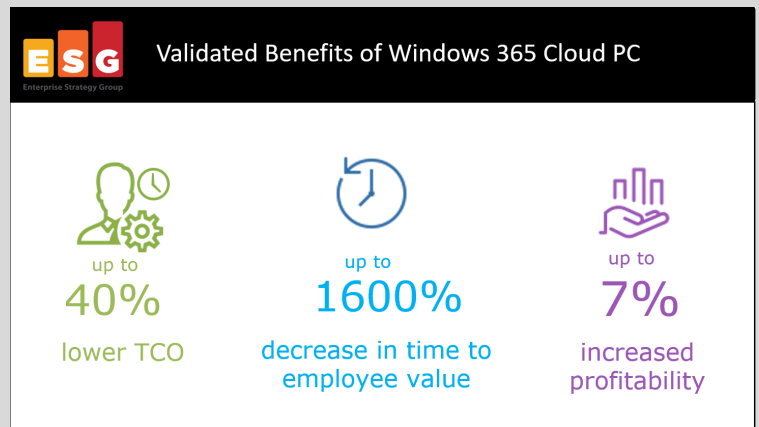 ESG
Enterprise Strategy Group
Validated Benefits of Windows 365 Cloud PC
up to
40%
lower TCO
up to
1600%
decrease in time to
employee value
up to
7%
increased
profitability